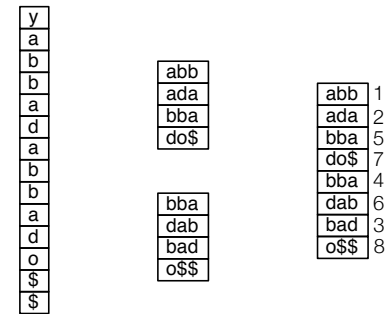 y
a
b
b
a
d
a
b
b
a
d
o
$
$
abb
ada
bba
do$
bba
dab
bad
o$$
abb 1
ada 2
bba 5
do$ 7
bba 4
dab 6
bad 3
o$$ 8